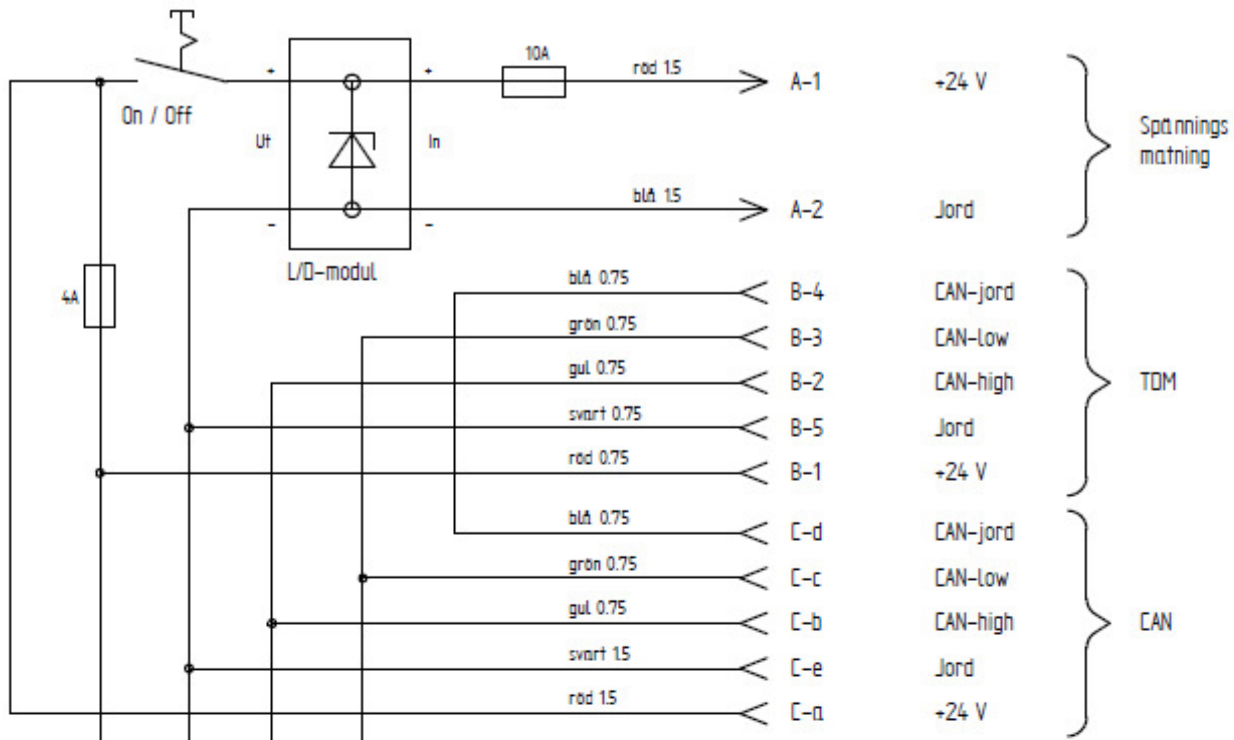 10A
röd 1.5
A-1
+24 V
On / Off
+
+
Ut
In
Spännings
matning
blå 1.5
A-2
Jord
-
-
L/D-modul
4A
blå 0.75
B-4
CAN-jord
grön 0.75
B-3
CAN-low
gul 0.75
B-2
CAN-high
TDM
svart 0.75
B-5
Jord
röd 0.75
B-1
+24 V
blå 0.75
C-d
CAN-jord
grön 0.75
C-c
CAN-low
gul 0.75
C-b
CAN-high
CAN
svart 1.5
C-e
Jord
röd 1.5
C-a
+24 V